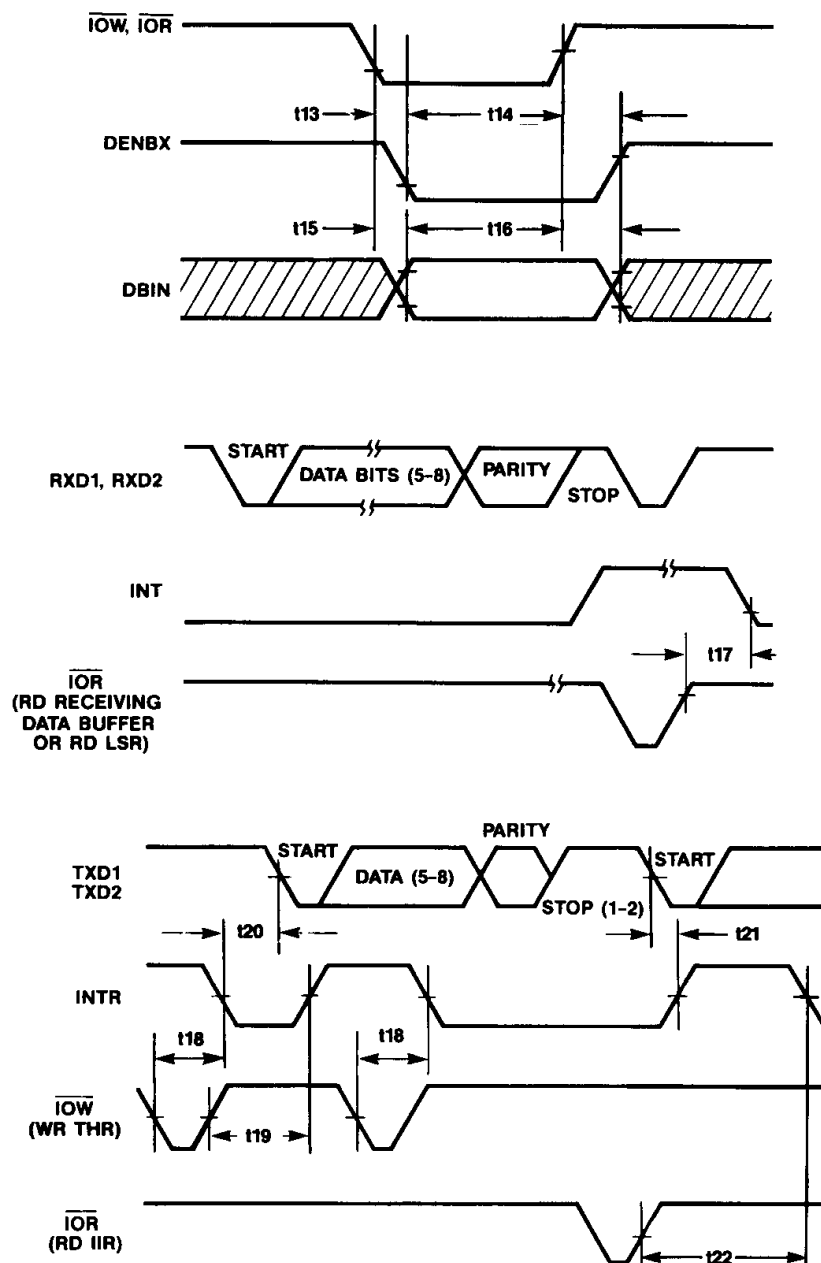 IOW, IOR
t13
t14
DENBX
t15
t16
DBIN
START
RXD1, RXD2
DATA BITS (5–8)
PARITY
STOP
INT
t17
IOR
(RD RECEIVING
DATA BUFFER
OR RD LSR)
PARITY
TXD1
TXD2
START
DATA (5–8)
STOP (1–2)
START
t20
t21
INTR
t18
t18
IOW
(WR THR)
t19
IOR
(RD IIR)
t22